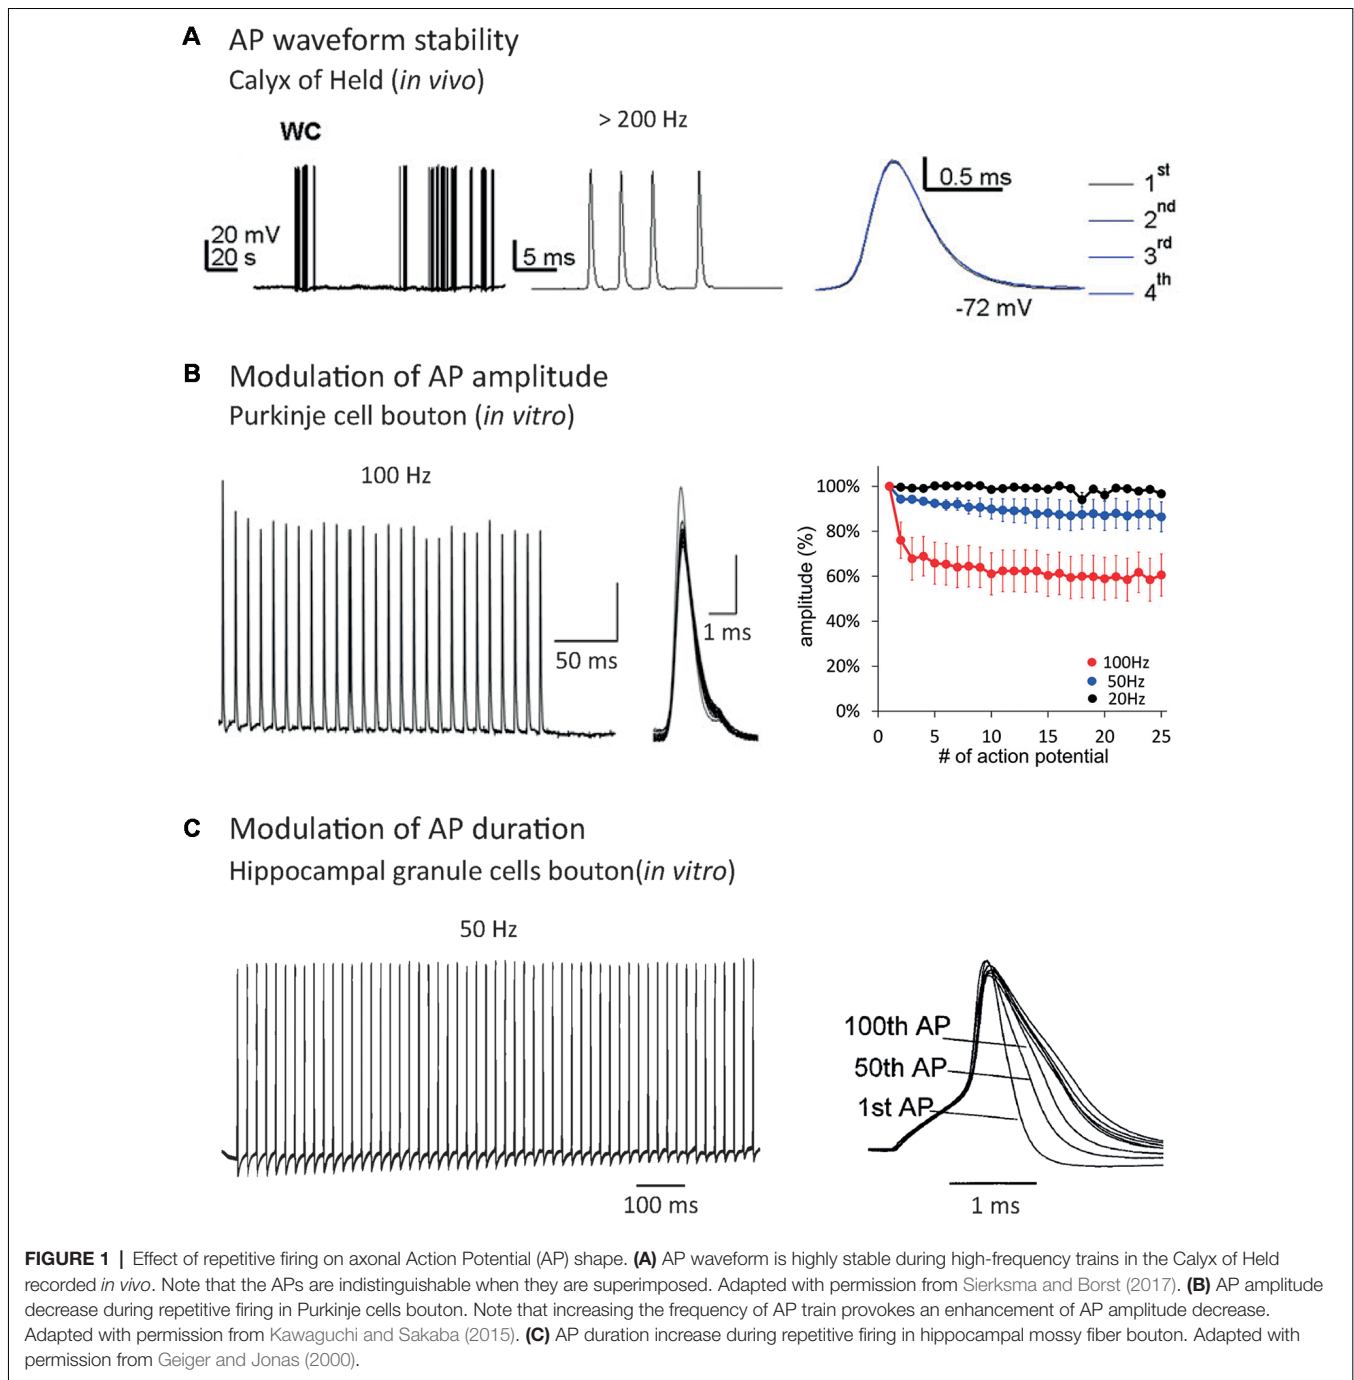 A AP waveform stability
Calyx of Held (in vivo)
WC
> 200 Hz
20 mV
20 s
5 ms
0.5 ms
-72 mV
1st
2nd
3rd
4th
B Modulation of AP amplitude
Purkinje cell bouton (in vitro)
100 Hz
50 ms
1 ms
amplitude (%)
100%
80%
60%
40%
20%
0%
100Hz
50Hz
20Hz
0 5 10 15 20 25
# of action potential
C Modulation of AP duration
Hippocampal granule cells bouton(in vitro)
50 Hz
100 ms
100th AP
50th AP
1st AP
1 ms
FIGURE 1 | Effect of repetitive firing on axonal Action Potential (AP) shape. (A) AP waveform is highly stable during high-frequency trains in the Calyx of Held
recorded in vivo. Note that the APs are indistinguishable when they are superimposed. Adapted with permission from Sierksma and Borst (2017). (B) AP amplitude
decrease during repetitive firing in Purkinje cells bouton. Note that increasing the frequency of AP train provokes an enhancement of AP amplitude decrease.
Adapted with permission from Kawaguchi and Sakaba (2015). (C) AP duration increase during repetitive firing in hippocampal mossy fiber bouton. Adapted with
permission from Geiger and Jonas (2000).